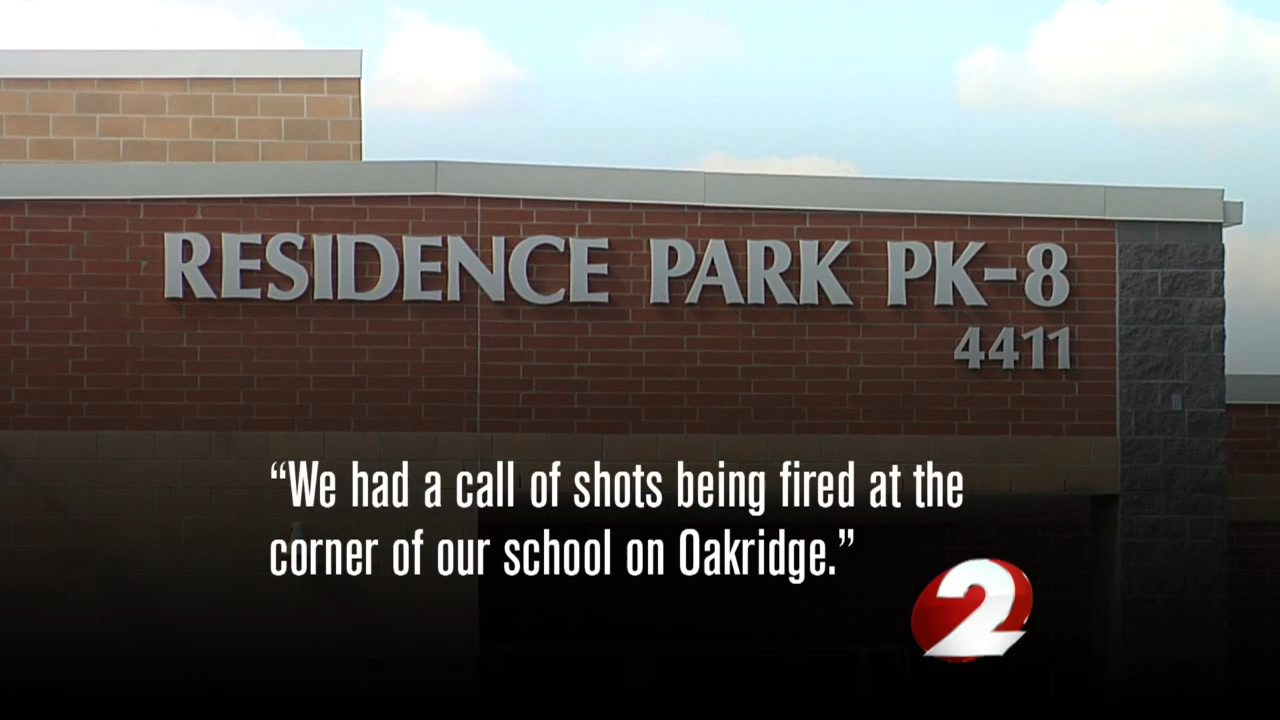 RESIDENCE PARK PK-8
4411
“We had a call of shots being fired at the
corner of our school on Oakridge.”
2